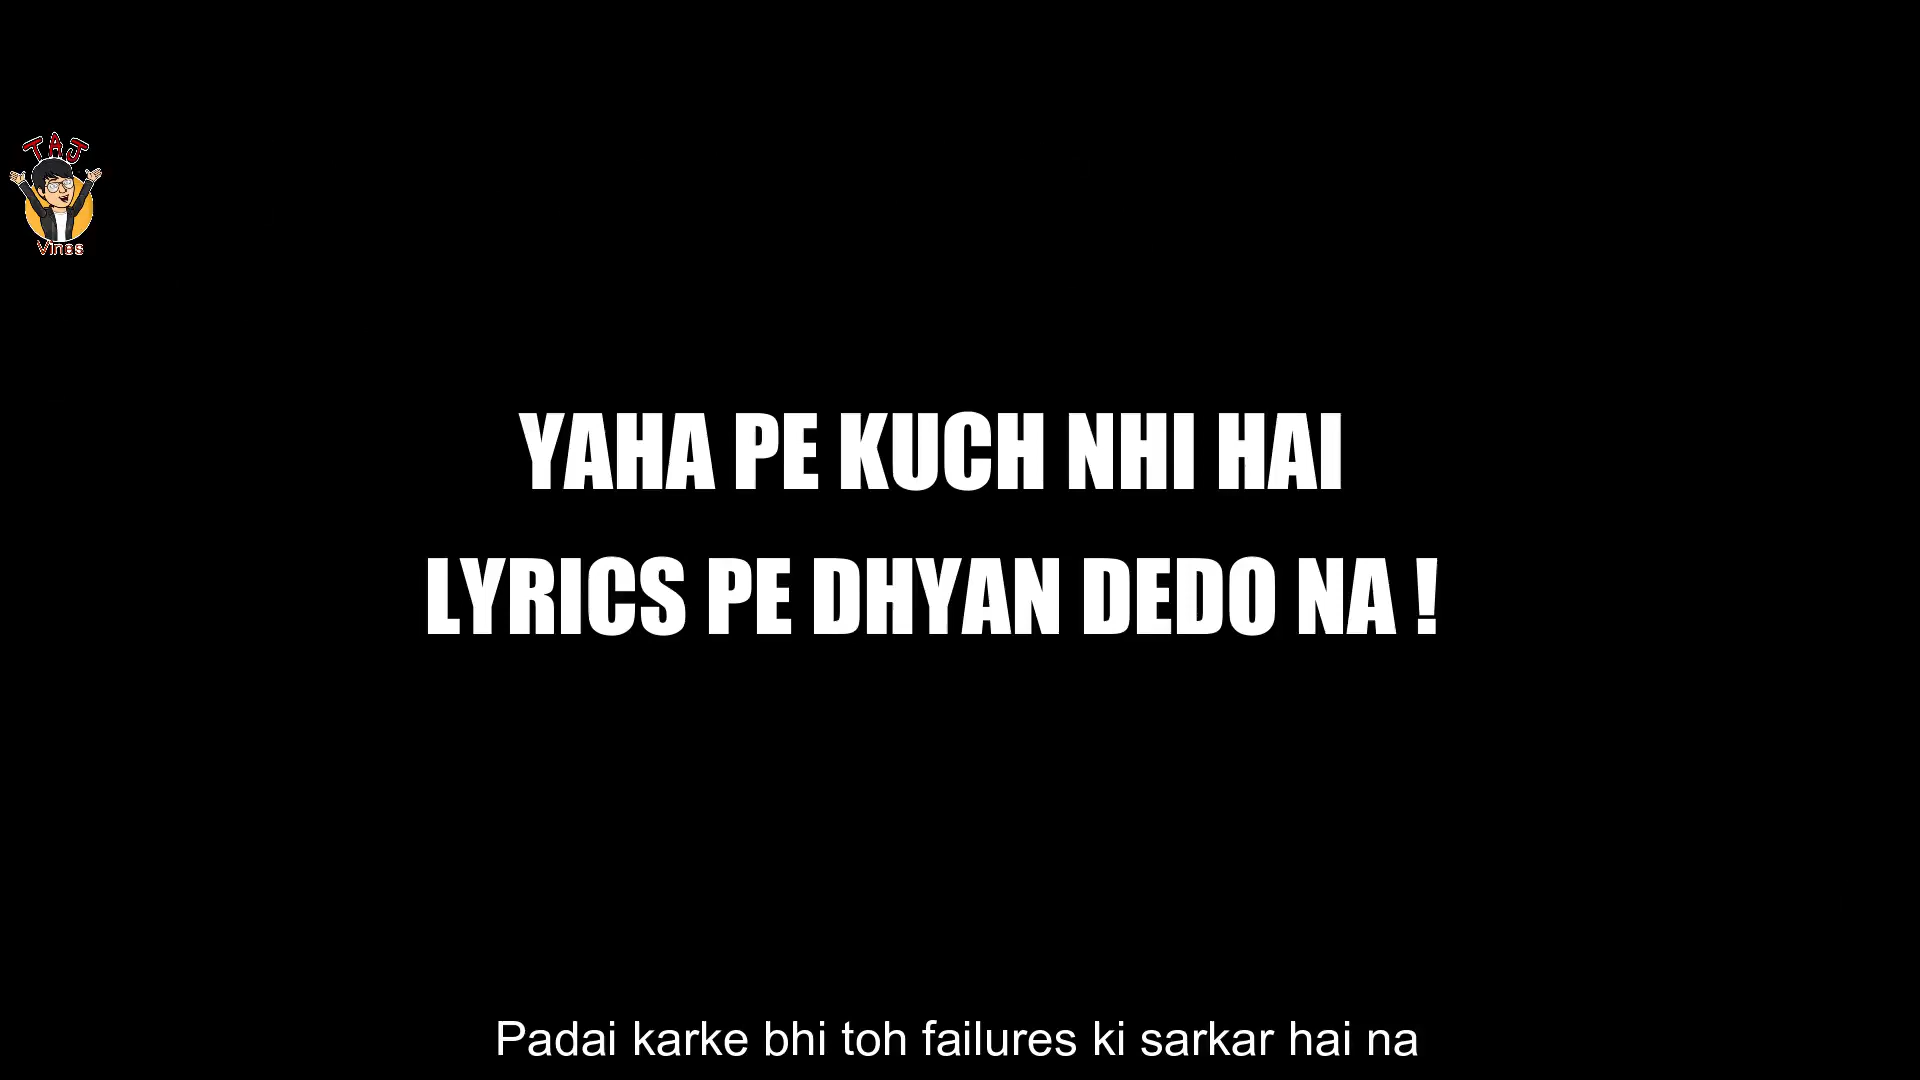 TAJ
Vines
YAHA PE KUCH NHI HAI
LYRICS PE DHYAN DEDO NA !
Padai karke bhi toh failures ki sarkar hai na